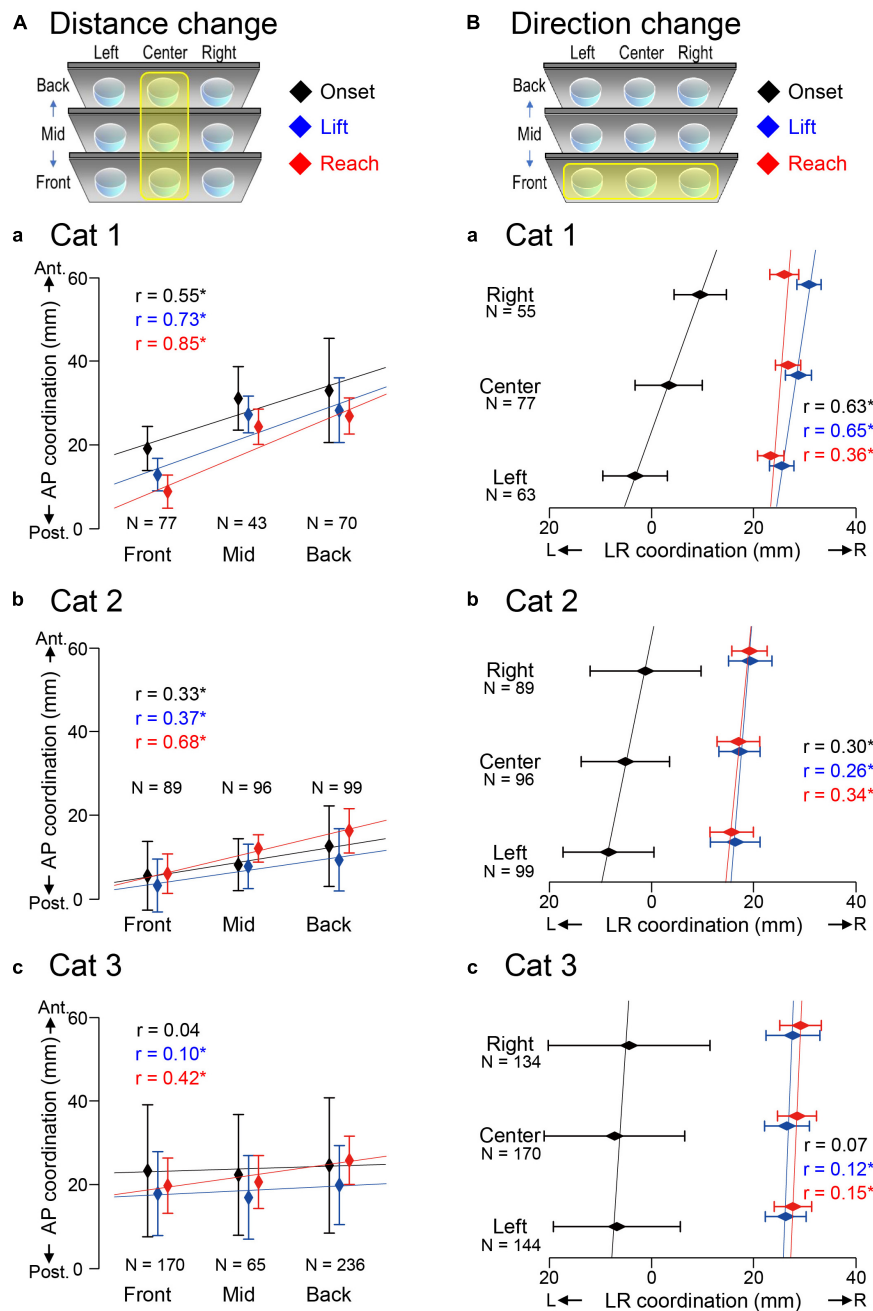 A Distance change
Left Center Right
Back
Mid
Front
Onset
Lift
Reach
a Cat 1
Ant.
AP coordination (mm)
Post.
60
40
20
0
r = 0.55*
r = 0.73*
r = 0.85*
N = 77 N = 43 N = 70
Front Mid Back
b Cat 2
Ant.
AP coordination (mm)
Post.
60
40
20
0
r = 0.33*
r = 0.37*
r = 0.68*
N = 89 N = 96 N = 99
Front Mid Back
c Cat 3
Ant.
AP coordination (mm)
Post.
60
40
20
0
r = 0.04
r = 0.10*
r = 0.42*
N = 170 N = 65 N = 236
Front Mid Back
B Direction change
Left Center Right
Back
Mid
Front
Onset
Lift
Reach
a Cat 1
Right
N = 55
Center
N = 77
Left
N = 63
r = 0.63*
r = 0.65*
r = 0.36*
20 0 20 40
L LR coordination (mm) R
b Cat 2
Right
N = 89
Center
N = 96
Left
N = 99
r = 0.30*
r = 0.26*
r = 0.34*
20 0 20 40
L LR coordination (mm) R
c Cat 3
Right
N = 134
Center
N = 170
Left
N = 144
r = 0.07
r = 0.12*
r = 0.15*
20 0 20 40
L LR coordination (mm) R